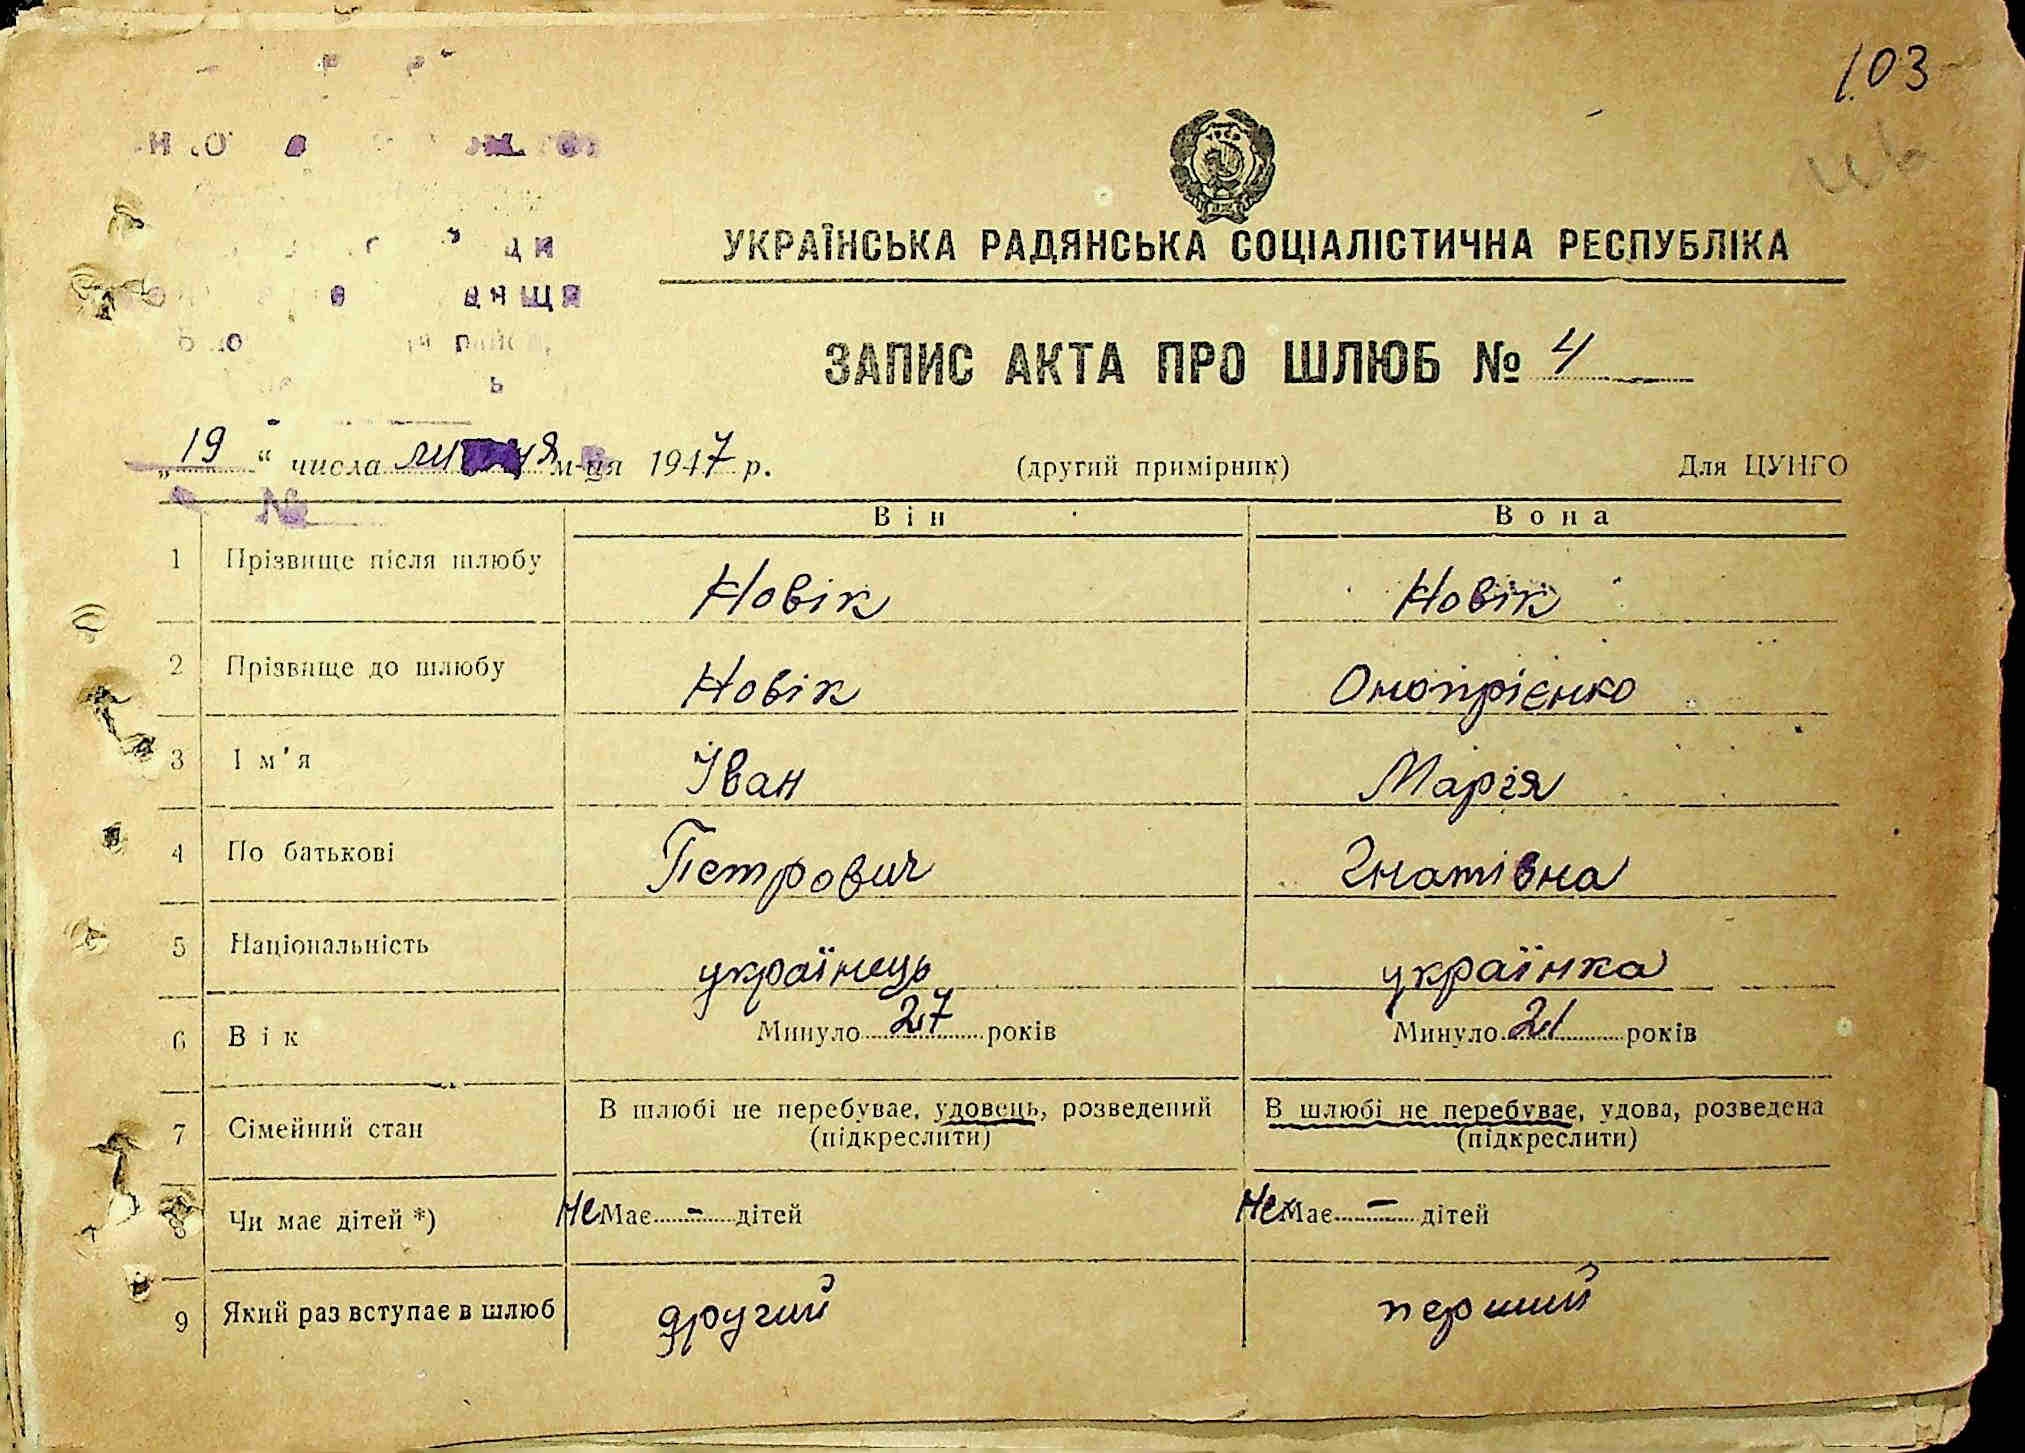 103
УКРАЇНСЬКА РАДЯНСЬКА СОЦІАЛІСТИЧНА РЕСПУБЛІКА
ЗАПИС АКТА ПРО ШЛЮБ № 4
„19“ числа м-ця 1947 р. (другий примірник) Для ЦУНГО
№
Він Вона
1 Прізвище після шлюбу Новік Новік
2 Прізвище до шлюбу Новік Онопрієнко
3 Ім'я Іван Марія
4 По батькові Петрович Гнатівна
5 Національність українець українка
6 Вік Минуло 27 років Минуло 21 років
7 Сімейний стан В шлюбі не перебуває, удовець, розведений В шлюбі не перебуває, удова, розведена
(підкреслити) (підкреслити)
8 Чи має дітей *) не Має - дітей не Має - дітей
9 Який раз вступає в шлюб другий перший